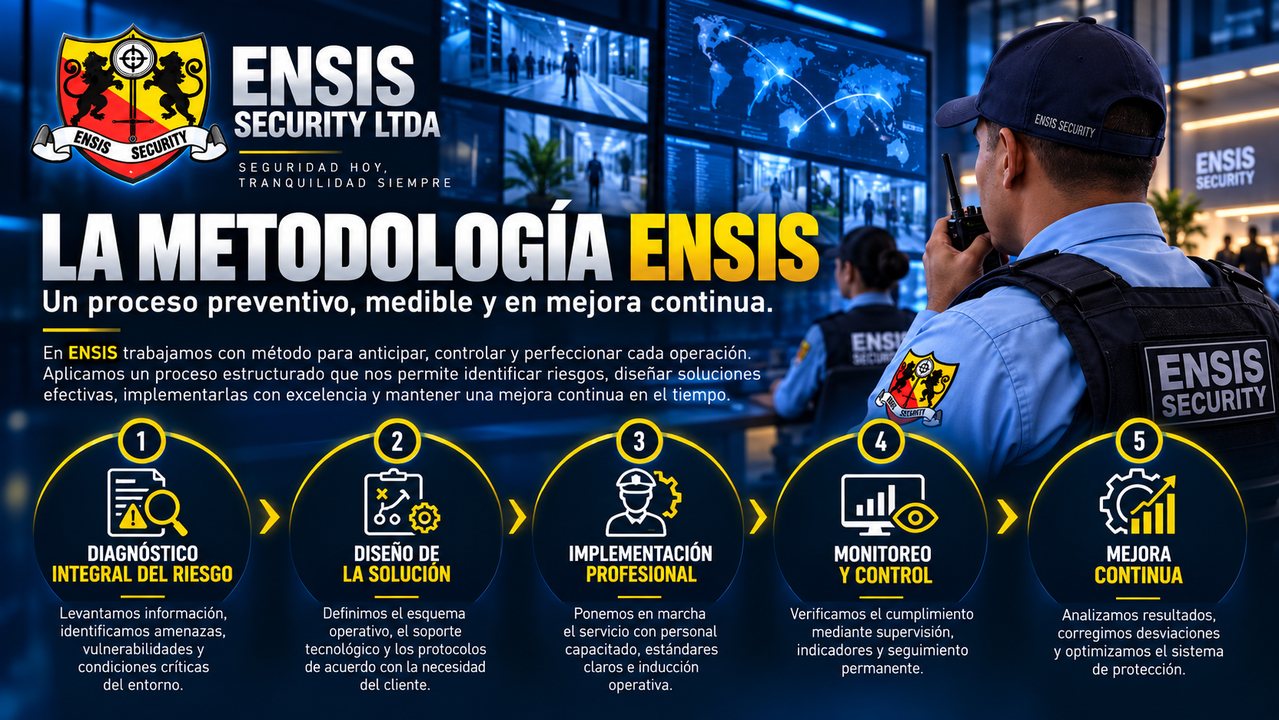 ENSIS SECURITY
ENSIS
SECURITY LTDA
SEGURIDAD HOY,
TRANQUILIDAD SIEMPRE
LA METODOLOGÍA ENSIS
Un proceso preventivo, medible y en mejora continua.
En ENSIS trabajamos con método para anticipar, controlar y perfeccionar cada operación.
Aplicamos un proceso estructurado que nos permite identificar riesgos, diseñar soluciones
efectivas, implementarlas con excelencia y mantener una mejora continua en el tiempo.
ENSIS SECURITY
ENSIS
SECURITY
ENSIS
SECURITY
ENSIS SECURITY
ENSIS
SECURITY
1
DIAGNÓSTICO
INTEGRAL DEL RIESGO
Levantamos información,
identificamos amenazas,
vulnerabilidades y
condiciones críticas
del entorno.
2
DISEÑO DE
LA SOLUCIÓN
Definimos el esquema
operativo, el soporte
tecnológico y los protocolos
de acuerdo con la necesidad
del cliente.
3
IMPLEMENTACIÓN
PROFESIONAL
Ponemos en marcha
el servicio con personal
capacitado, estándares
claros e inducción
operativa.
4
MONITOREO
Y CONTROL
Verificamos el cumplimiento
mediante supervisión,
indicadores y seguimiento
permanente.
5
MEJORA
CONTINUA
Analizamos resultados,
corregimos desviaciones
y optimizamos el sistema
de protección.